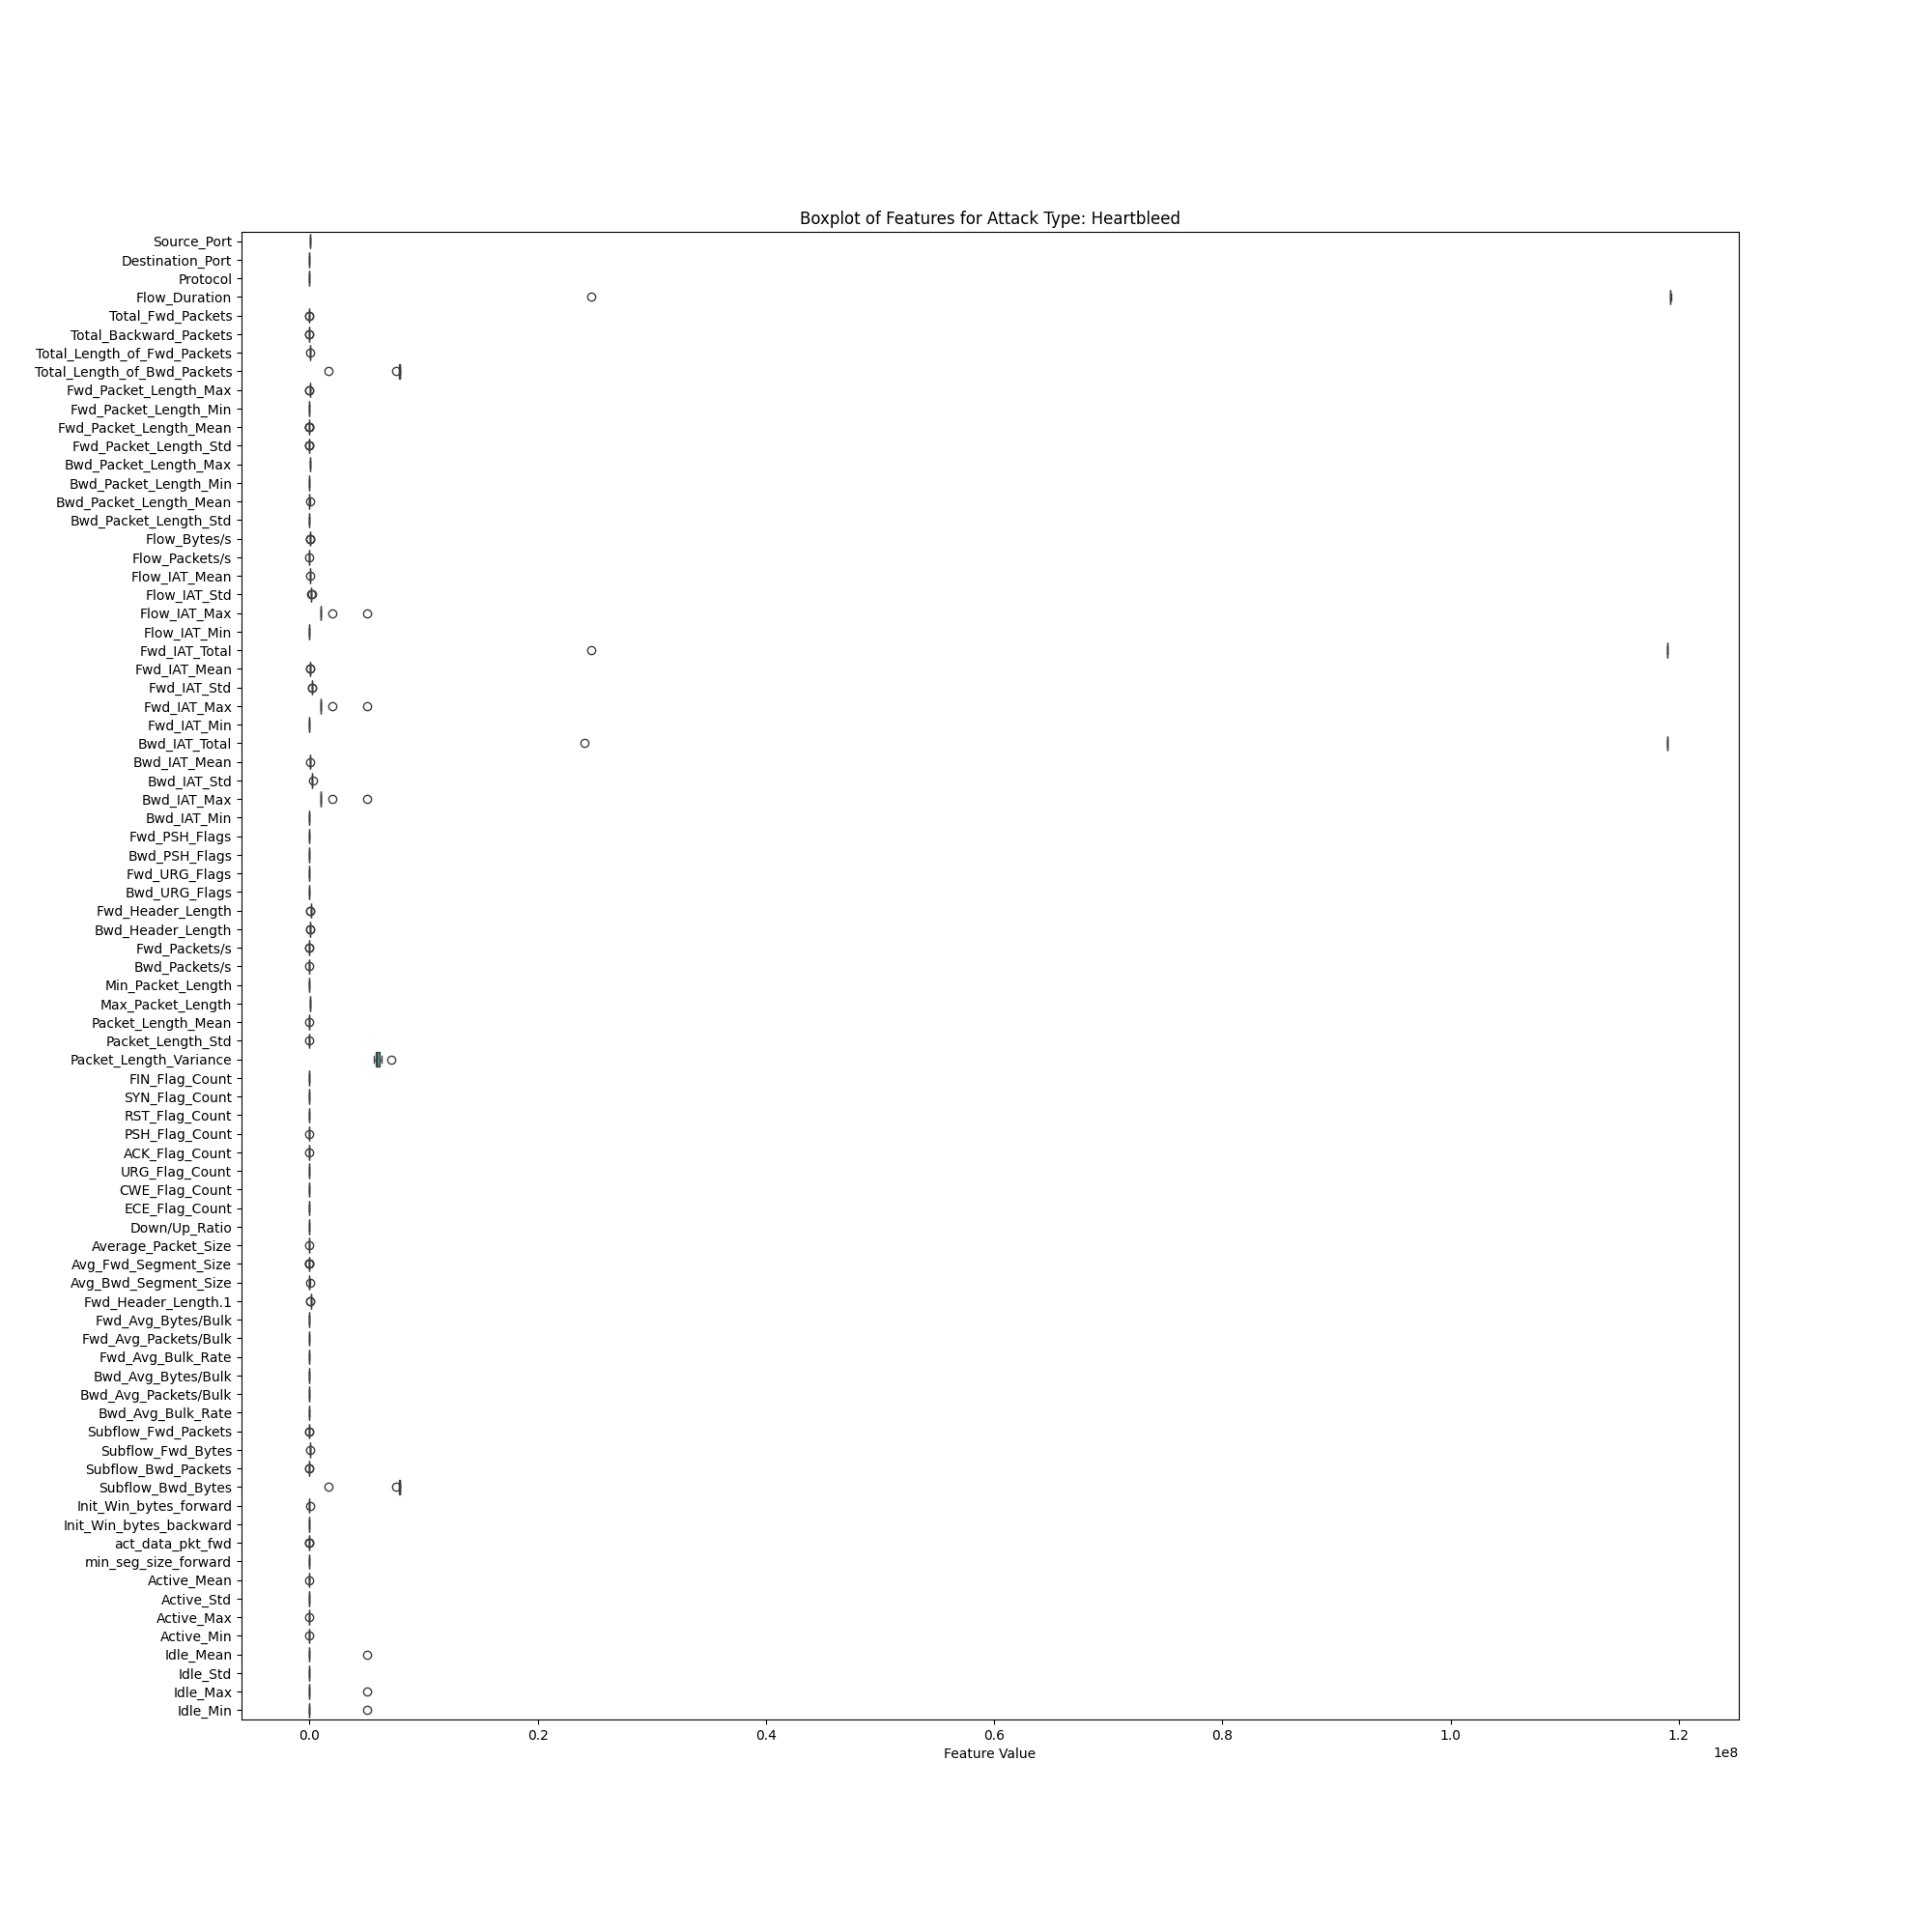 Boxplot of Features for Attack Type: Heartbleed
Source_Port
Destination_Port
Protocol
Flow_Duration
Total_Fwd_Packets
Total_Backward_Packets
Total_Length_of_Fwd_Packets
Total_Length_of_Bwd_Packets
Fwd_Packet_Length_Max
Fwd_Packet_Length_Min
Fwd_Packet_Length_Mean
Fwd_Packet_Length_Std
Bwd_Packet_Length_Max
Bwd_Packet_Length_Min
Bwd_Packet_Length_Mean
Bwd_Packet_Length_Std
Flow_Bytes/s
Flow_Packets/s
Flow_IAT_Mean
Flow_IAT_Std
Flow_IAT_Max
Flow_IAT_Min
Fwd_IAT_Total
Fwd_IAT_Mean
Fwd_IAT_Std
Fwd_IAT_Max
Fwd_IAT_Min
Bwd_IAT_Total
Bwd_IAT_Mean
Bwd_IAT_Std
Bwd_IAT_Max
Bwd_IAT_Min
Fwd_PSH_Flags
Bwd_PSH_Flags
Fwd_URG_Flags
Bwd_URG_Flags
Fwd_Header_Length
Bwd_Header_Length
Fwd_Packets/s
Bwd_Packets/s
Min_Packet_Length
Max_Packet_Length
Packet_Length_Mean
Packet_Length_Std
Packet_Length_Variance
FIN_Flag_Count
SYN_Flag_Count
RST_Flag_Count
PSH_Flag_Count
ACK_Flag_Count
URG_Flag_Count
CWE_Flag_Count
ECE_Flag_Count
Down/Up_Ratio
Average_Packet_Size
Avg_Fwd_Segment_Size
Avg_Bwd_Segment_Size
Fwd_Header_Length.1
Fwd_Avg_Bytes/Bulk
Fwd_Avg_Packets/Bulk
Fwd_Avg_Bulk_Rate
Bwd_Avg_Bytes/Bulk
Bwd_Avg_Packets/Bulk
Bwd_Avg_Bulk_Rate
Subflow_Fwd_Packets
Subflow_Fwd_Bytes
Subflow_Bwd_Packets
Subflow_Bwd_Bytes
Init_Win_bytes_forward
Init_Win_bytes_backward
act_data_pkt_fwd
min_seg_size_forward
Active_Mean
Active_Std
Active_Max
Active_Min
Idle_Mean
Idle_Std
Idle_Max
Idle_Min
0.0 0.2 0.4 0.6 0.8 1.0 1.2
Feature Value
1e8